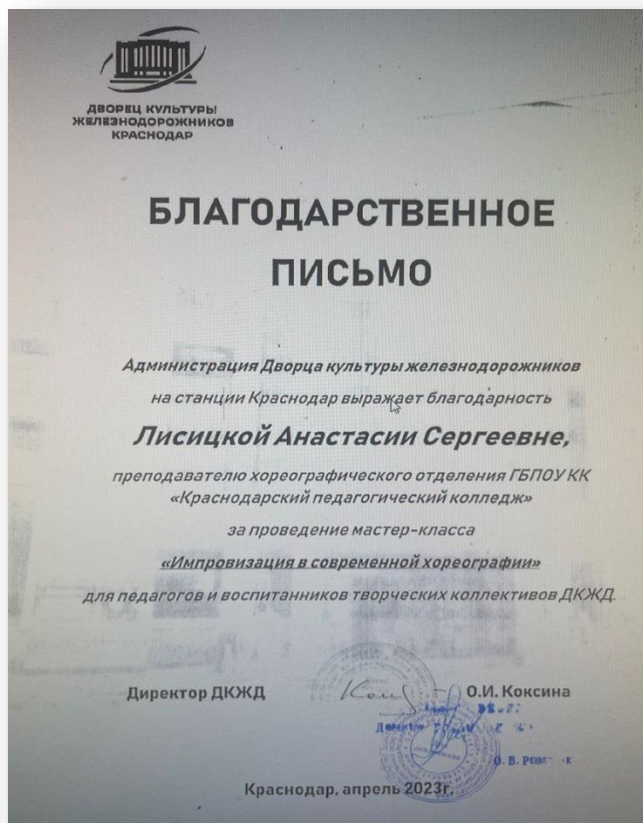 ДВОРЕЦ КУЛЬТУРЫ
ЖЕЛЕЗНОДОРОЖНИКОВ
КРАСНОДАР
БЛАГОДАРСТВЕННОЕ
ПИСЬМО
Администрация Дворца культуры железнодорожников
на станции Краснодар выражает благодарность
Лисицкой Анастасии Сергеевне,
преподавателю хореографического отделения ГБПОУ КК
«Краснодарский педагогический колледж»
за проведение мастер-класса
«Импровизация в современной хореографии»
для педагогов и воспитанников творческих коллективов ДКЖД.
Директор ДКЖД О.И. Коксина
О. В.
Краснодар, апрель 2023г.